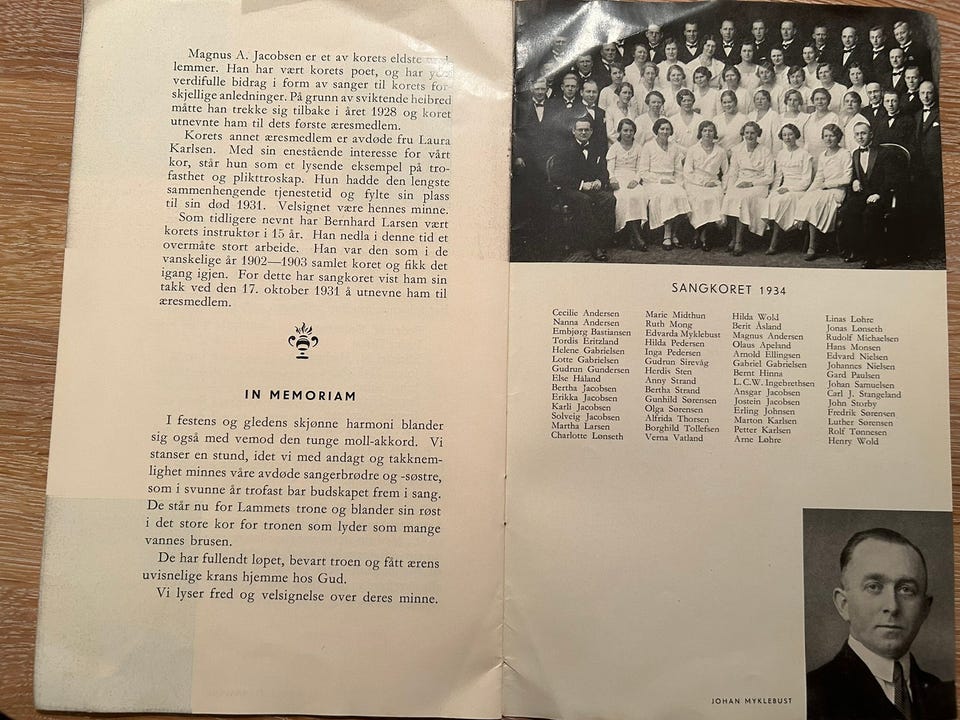 Magnus A. Jacobsen er et av korets eldste
lemmer. Han har vært korets poet, og har
verdifulle bidrag i form av sanger til korets for-
skjellige anledninger. På grunn av sviktende heibred
måtte han trekke sig tilbake i året 1928 og koret
utnevnte ham til dets første æresmedlem.
Korets annet æresmedlem er avdøde fru Laura
Karlsen. Med sin enestående interesse for vårt
kor, står hun som et lysende eksempel på tro-
fasthet og plikttroskap. Hun hadde den lengste
sammenhengende tjenestetid og fylte sin plass
til sin død 1931. Velsignet være hennes minne.
Som tidligere nevnt har Bernhard Larsen vært
korets instruktør i 15 år. Han nedla i denne tid et
overmåte stort arbeide. Han var den som i de
vanskelige år 1902—1903 samlet koret og fikk det
igang igjen. For dette har sangkoret vist ham sin
takk ved den 17. oktober 1931 å utnevne ham til
æresmedlem.
IN MEMORIAM
I festens og gledens skjønne harmoni blander
sig også med vemod den tunge moll-akkord. Vi
stanser en stund, idet vi med andagt og takknem-
lighet minnes våre avdøde sangerbrødre og -søstre,
som i svunne år trofast bar budskapet frem i sang.
De står nu for Lammets trone og blander sin røst
i det store kor for tronen som lyder som mange
vannes brusen.
De har fullendt løpet, bevart troen og fått ærens
uvisnelige krans hjemme hos Gud.
Vi lyser fred og velsignelse over deres minne.
SANGKORET 1934
Cecilie Andersen
Nanna Andersen
Embjørg Bastiansen
Tordis Eritzland
Helene Gabrielsen
Lotte Gabrielsen
Gudrun Gundersen
Else Håland
Bertha Jacobsen
Erikka Jacobsen
Karli Jacobsen
Solveig Jacobsen
Martha Larsen
Charlotte Lønseth
Marie Midthun
Ruth Mong
Edvarda Myklebust
Hilda Pedersen
Inga Pedersen
Gudrun Sirevåg
Herdis Sten
Anny Strand
Bertha Strand
Gunhild Sørensen
Olga Sørensen
Alfrida Thorsen
Borghild Tollefsen
Verna Vatland
Hilda Wold
Berit Åsland
Magnus Andersen
Olaus Apeland
Arnold Ellingsen
Gabriel Gabrielsen
Bernt Hinna
L.C.W. Ingebrethsen
Ansgar Jacobsen
Jostein Jacobsen
Erling Johnsen
Marton Karlsen
Petter Karlsen
Arne Løhre
Linas Løhre
Jonas Lønseth
Rudolf Michaelsen
Hans Monsen
Edvard Nielsen
Johannes Nielsen
Gard Paulsen
Johan Samuelsen
Carl J. Stangeland
John Storby
Fredrik Sørensen
Luther Sørensen
Rolf Tønnesen
Henry Wold
JOHAN MYKLEBUST